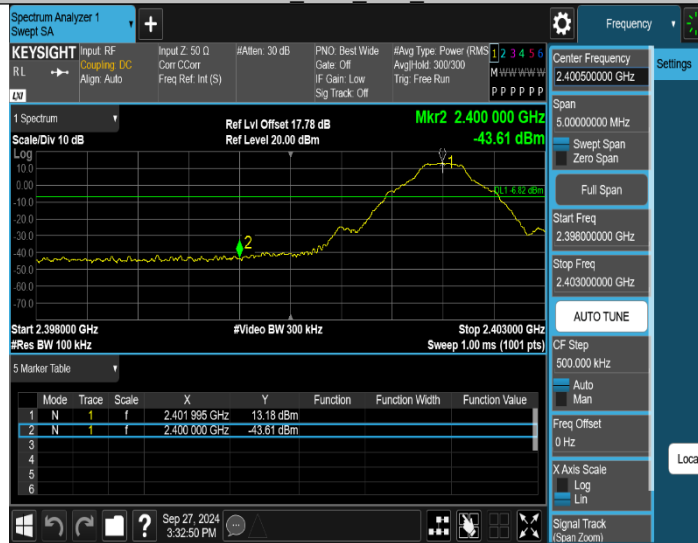 Spectrum Analyzer 1
Swept SA
+
Frequency
KEYSIGHT
RL
LXI
Input: RF
Coupling: DC
Align: Auto
Input Z: 50 Ω
Corr CCorr
Freq Ref: Int (S)
#Atten: 30 dB
PNO: Best Wide
Gate: Off
IF Gain: Low
Sig Track: Off
#Avg Type: Power (RMS
Avg|Hold: 300/300
Trig: Free Run
1 2 3 4 5 6
M W W W W W
P P P P P P
Center Frequency
2.400500000 GHz
Settings
Span
5.00000000 MHz
Swept Span
Zero Span
Full Span
Start Freq
2.398000000 GHz
Stop Freq
2.403000000 GHz
AUTO TUNE
CF Step
500.000 kHz
Auto
Man
Freq Offset
0 Hz
X Axis Scale
Log
Lin
Signal Track
(Span Zoom)
Loca
1 Spectrum
Scale/Div 10 dB
Ref Lvl Offset 17.78 dB
Ref Level 20.00 dBm
Mkr2 2.400 000 GHz
-43.61 dBm
Log
10.0
0.00
-10.0
-20.0
-30.0
-40.0
-50.0
-60.0
-70.0
1
DL1 -6.82 dBm
2
Start 2.398000 GHz
#Res BW 100 kHz
#Video BW 300 kHz
Stop 2.403000 GHz
Sweep 1.00 ms (1001 pts)
5 Marker Table
Mode Trace Scale X Y Function Function Width Function Value
1 N 1 f 2.401 995 GHz 13.18 dBm
2 N 1 f 2.400 000 GHz -43.61 dBm
3
4
5
6
?
Sep 27, 2024
3:32:50 PM